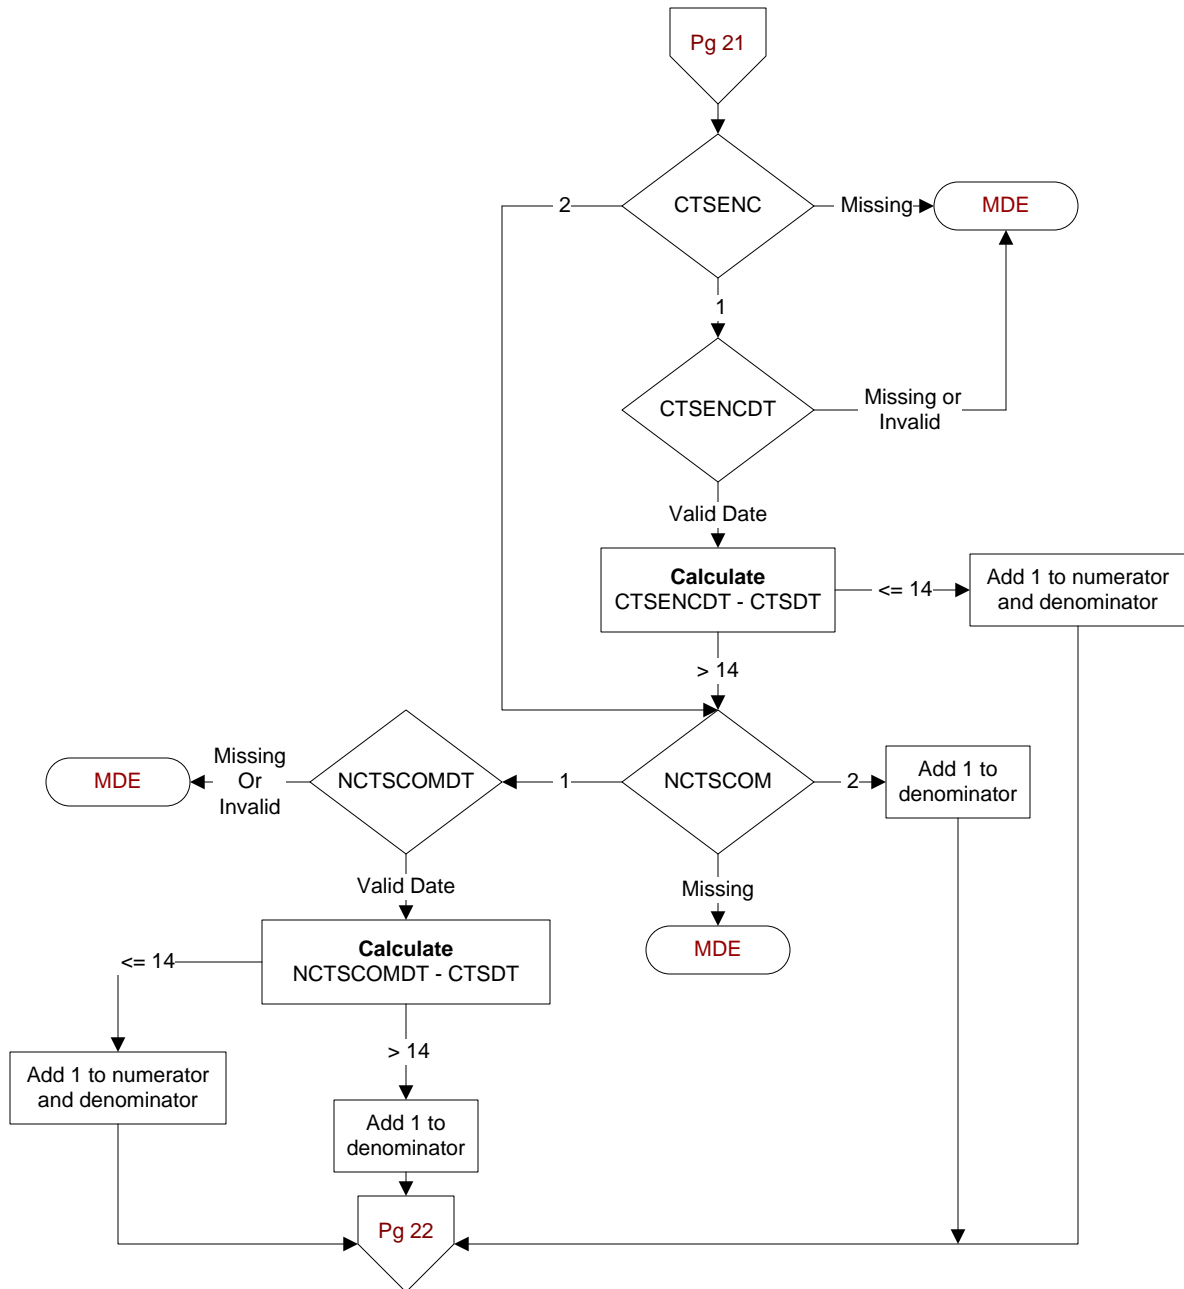 Pg 21
CTSENC
2
Missing
MDE
1
CTSENCDT
Missing or
Invalid
Valid Date
Calculate
CTSENCDT - CTSDT
<= 14
Add 1 to numerator
and denominator
> 14
NCTSCOM
1
2
Add 1 to
denominator
NCTSCOMDT
Missing
Or
Invalid
MDE
Missing
MDE
Valid Date
Calculate
NCTSCOMDT - CTSDT
<= 14
Add 1 to numerator
and denominator
> 14
Add 1 to
denominator
Pg 22